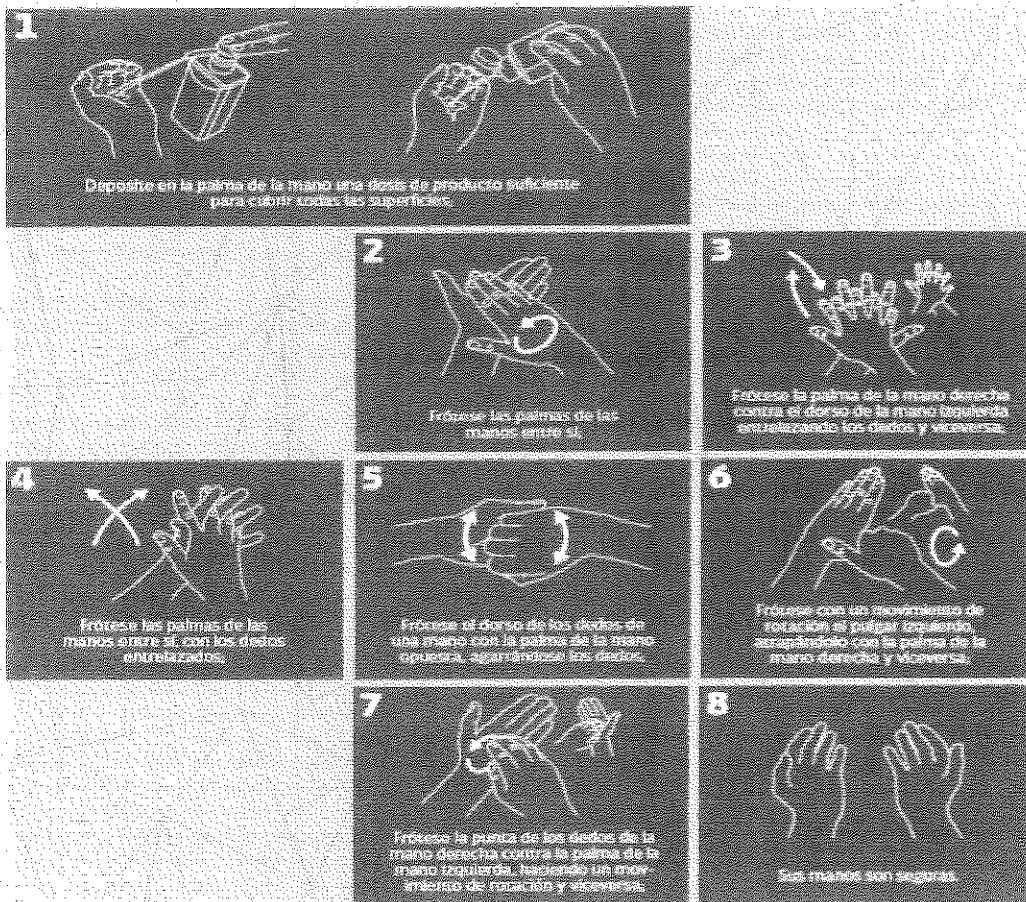 1
Deposite en la palma de la mano una dosis de producto suficiente
para cubrir todas las superficies.
2
Frótese las palmas de las
manos entre sí.
3
Frótese la palma de la mano derecha
contra el dorso de la mano izquierda
entrelazando los dedos y viceversa.
4
Frótese las palmas de las
manos entre sí, con los dedos
entrelazados.
5
Frótese el dorso de los dedos de
una mano con la palma de la mano
opuesta, agarrándose los dedos.
6
Frótese con un movimiento de
rotación el pulgar izquierdo,
atrapándolo con la palma de la
mano derecha y viceversa.
7
Frótese la punta de los dedos de la
mano derecha contra la palma de la
mano izquierda, haciendo un mov-
imiento de rotación y viceversa.
8
Sus manos son seguras.